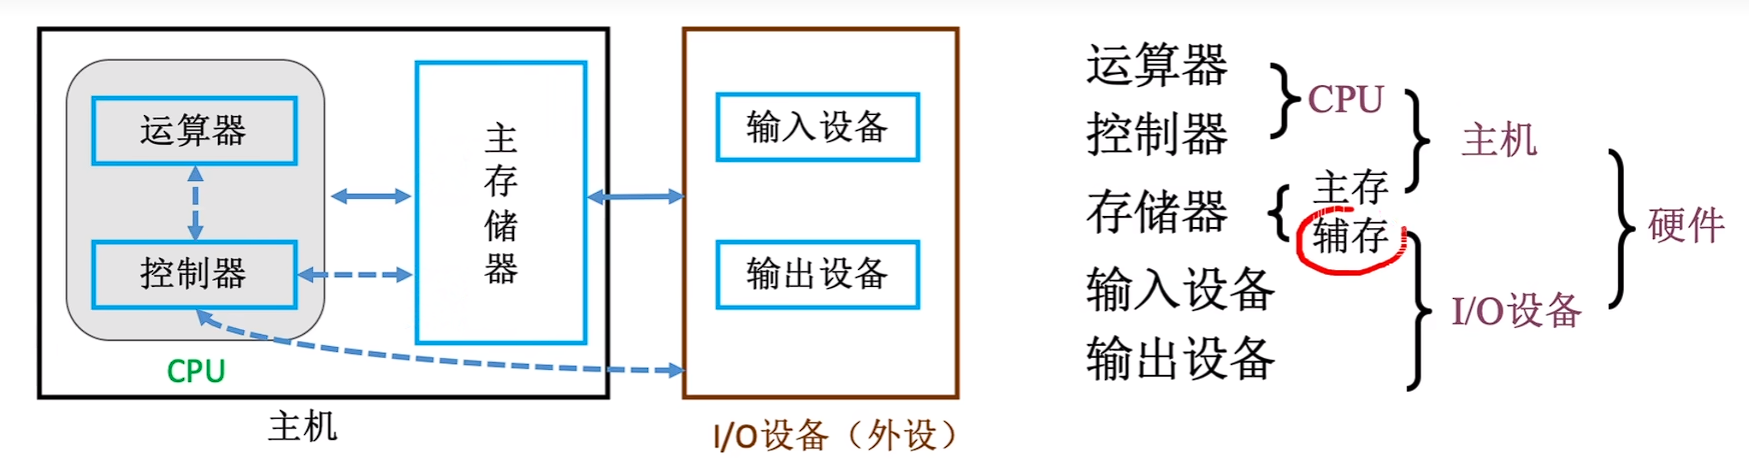 运算器
控制器
CPU
主存储器
主机
输入设备
输出设备
I/O设备（外设）
运算器
控制器
CPU
存储器
主存
辅存
主机
输入设备
输出设备
I/O设备
硬件